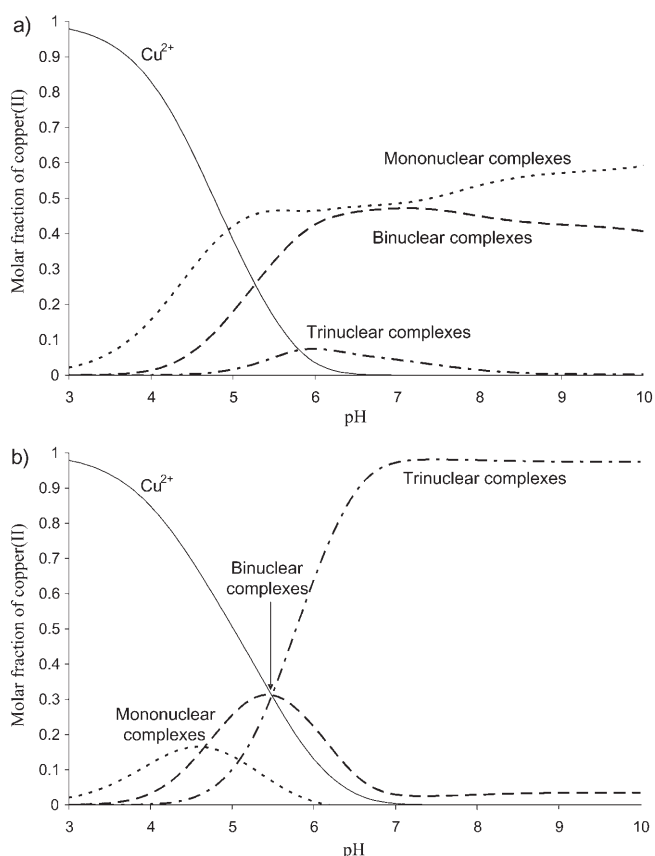 a)
1
0.9
0.8
0.7
0.6
0.5
0.4
0.3
0.2
0.1
0
Molar fraction of copper(II)
Cu²⁺
Mononuclear complexes
Binuclear complexes
Trinuclear complexes
3 4 5 6 7 8 9 10
pH
b)
1
0.9
0.8
0.7
0.6
0.5
0.4
0.3
0.2
0.1
0
Molar fraction of copper(II)
Cu²⁺
Trinuclear complexes
Binuclear
complexes
Mononuclear
complexes
3 4 5 6 7 8 9 10
pH